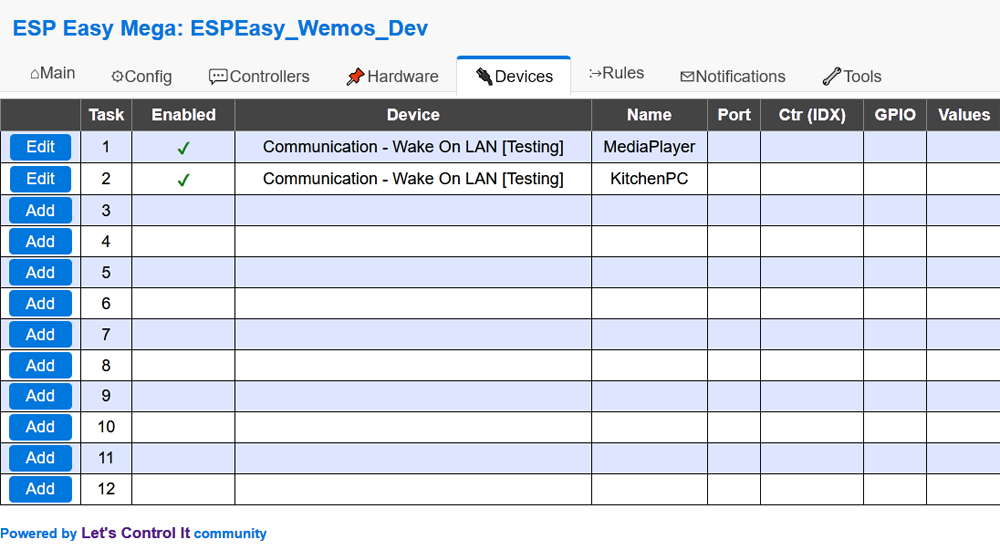 ESP Easy Mega: ESPEasy_Wemos_Dev
Main Config Controllers Hardware Devices Rules Notifications Tools
Task Enabled Device Name Port Ctr (IDX) GPIO Values
Edit 1 ✓ Communication - Wake On LAN [Testing] MediaPlayer
Edit 2 ✓ Communication - Wake On LAN [Testing] KitchenPC
Add 3
Add 4
Add 5
Add 6
Add 7
Add 8
Add 9
Add 10
Add 11
Add 12
Powered by Let's Control It community